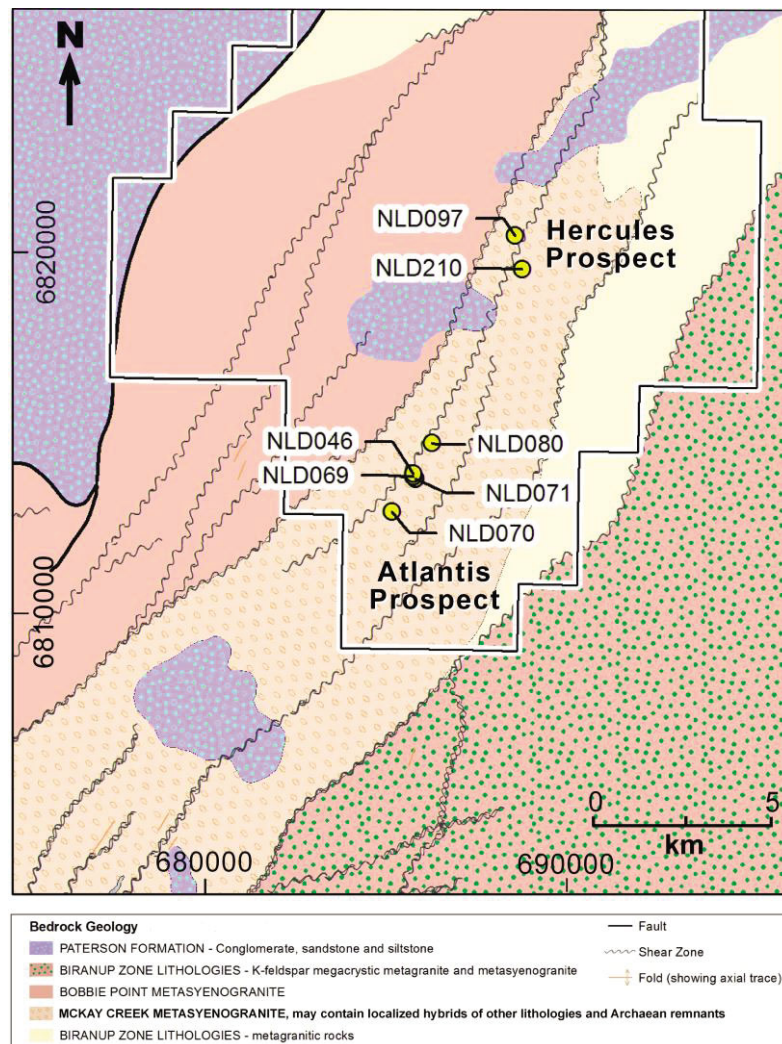 N
NLD097
Hercules
Prospect
NLD210
6820000
NLD046
NLD080
NLD069
NLD071
NLD070
Atlantis
Prospect
6810000
0 5
km
680000
690000
Bedrock Geology
PATERSON FORMATION - Conglomerate, sandstone and siltstone
BIRANUP ZONE LITHOLOGIES - K-feldspar megacrystic metagranite and metasyenogranite
BOBBIE POINT METASYENOGRANITE
MCKAY CREEK METASYENOGRANITE, may contain localized hybrids of other lithologies and Archaean remnants
BIRANUP ZONE LITHOLOGIES - metagranitic rocks
Fault
Shear Zone
Fold (showing axial trace)